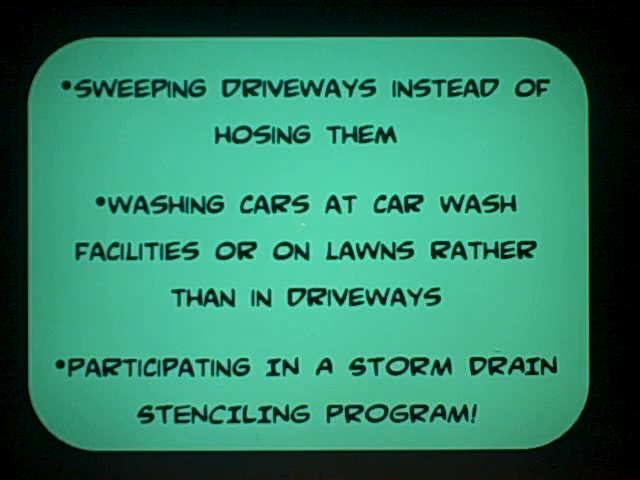 •SWEEPING DRIVEWAYS INSTEAD OF
HOSING THEM
•WASHING CARS AT CAR WASH
FACILITIES OR ON LAWNS RATHER
THAN IN DRIVEWAYS
•PARTICIPATING IN A STORM DRAIN
STENCILING PROGRAM!